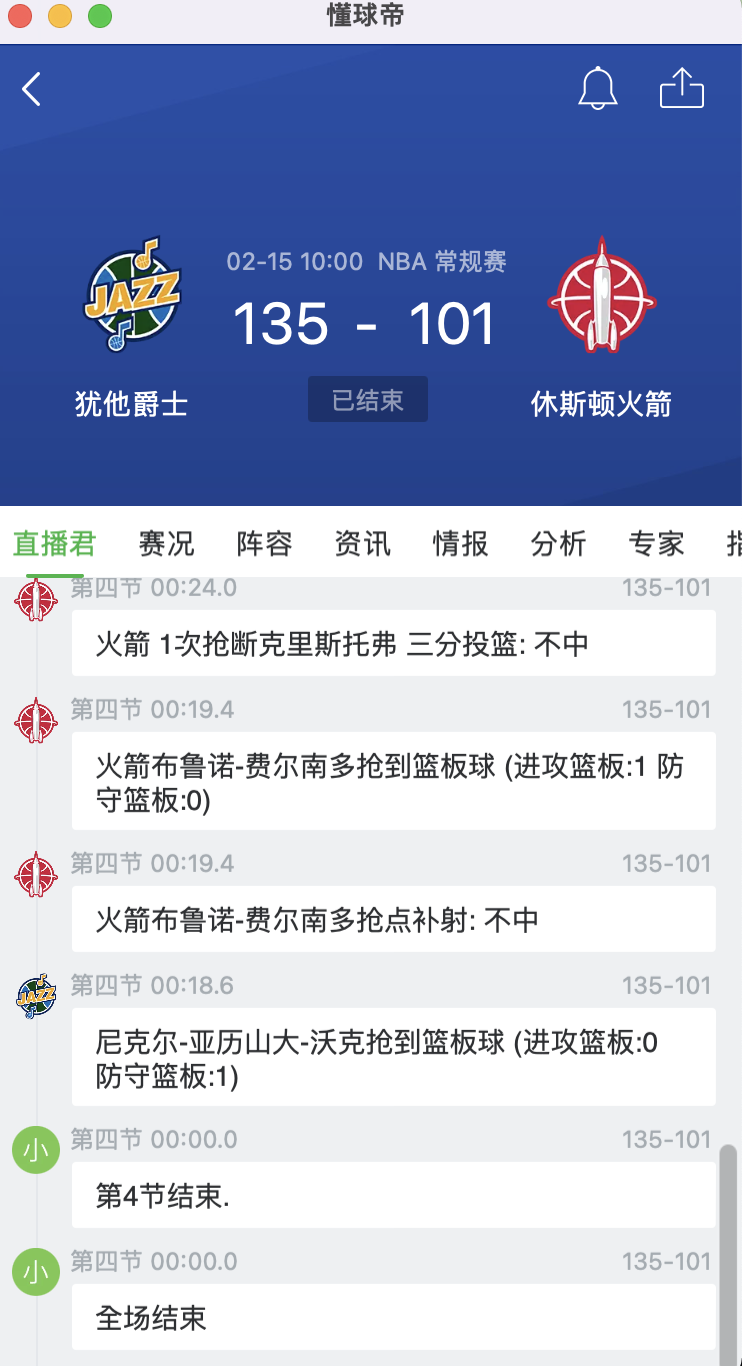 懂球帝
02-15 10:00 NBA 常规赛
JAZZ
135 - 101
犹他爵士
已结束
休斯顿火箭
直播君 赛况 阵容 资讯 情报 分析 专家
第四节 00:24.0 135-101
火箭 1次抢断克里斯托弗 三分投篮: 不中
第四节 00:19.4 135-101
火箭布鲁诺-费尔南多抢到篮板球 (进攻篮板:1 防
守篮板:0)
第四节 00:19.4 135-101
火箭布鲁诺-费尔南多抢点补射: 不中
JAZZ
第四节 00:18.6 135-101
尼克尔-亚历山大-沃克抢到篮板球 (进攻篮板:0
防守篮板:1)
小 第四节 00:00.0 135-101
第4节结束.
小 第四节 00:00.0 135-101
全场结束